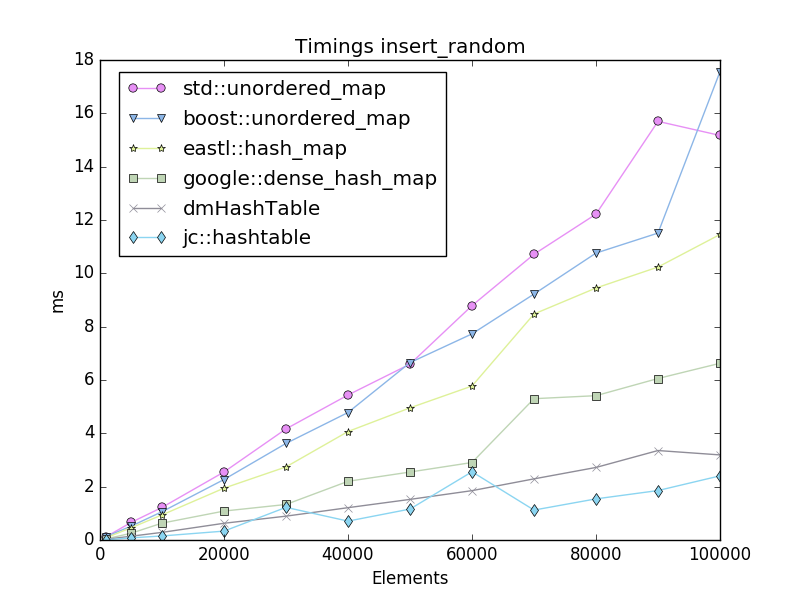 Timings insert_random
18
16
14
12
10
8
6
4
2
0
ms
std::unordered_map
boost::unordered_map
eastl::hash_map
google::dense_hash_map
dmHashTable
jc::hashtable
0 20000 40000 60000 80000 100000
Elements